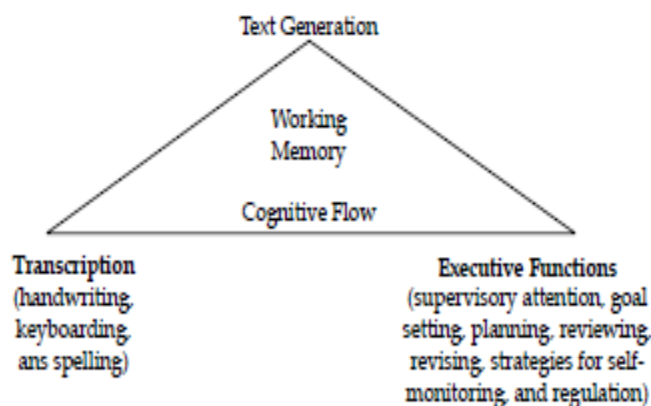 Text Generation
Working
Memory
Cognitive Flow
Transcription
(handwriting,
keyboarding,
ans spelling)
Executive Functions
(supervisory attention, goal
setting, planning, reviewing,
revising, strategies for self-
monitoring, and regulation)